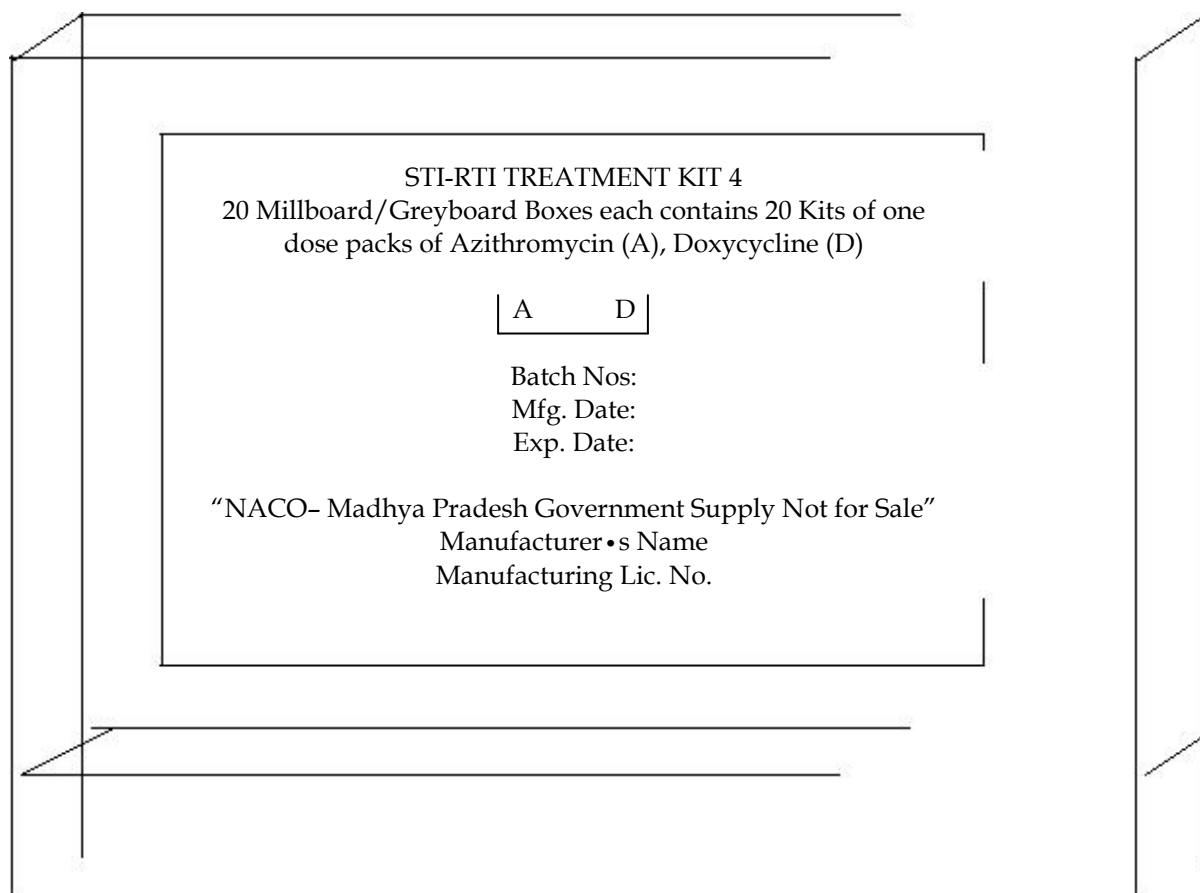 STI-RTI TREATMENT KIT 4
20 Millboard/Greyboard Boxes each contains 20 Kits of one
dose packs of Azithromycin (A), Doxycycline (D)
A D
Batch Nos:
Mfg. Date:
Exp. Date:
“NACO– Madhya Pradesh Government Supply Not for Sale”
Manufacturer•s Name
Manufacturing Lic. No.